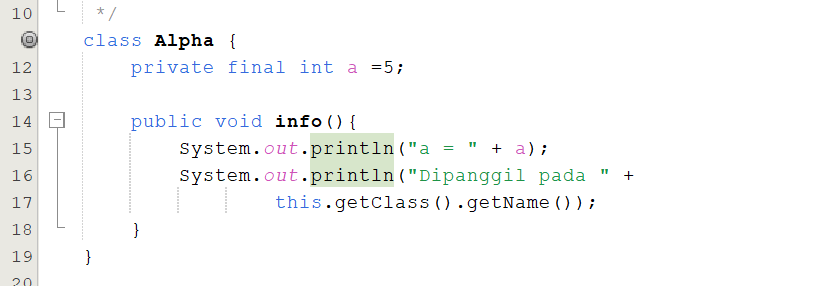 10 */
class Alpha {
12 private final int a =5;
13
14 public void info(){
15 System.out.println("a = " + a);
16 System.out.println("Dipanggil pada " +
17 this.getClass().getName());
18 }
19 }
20